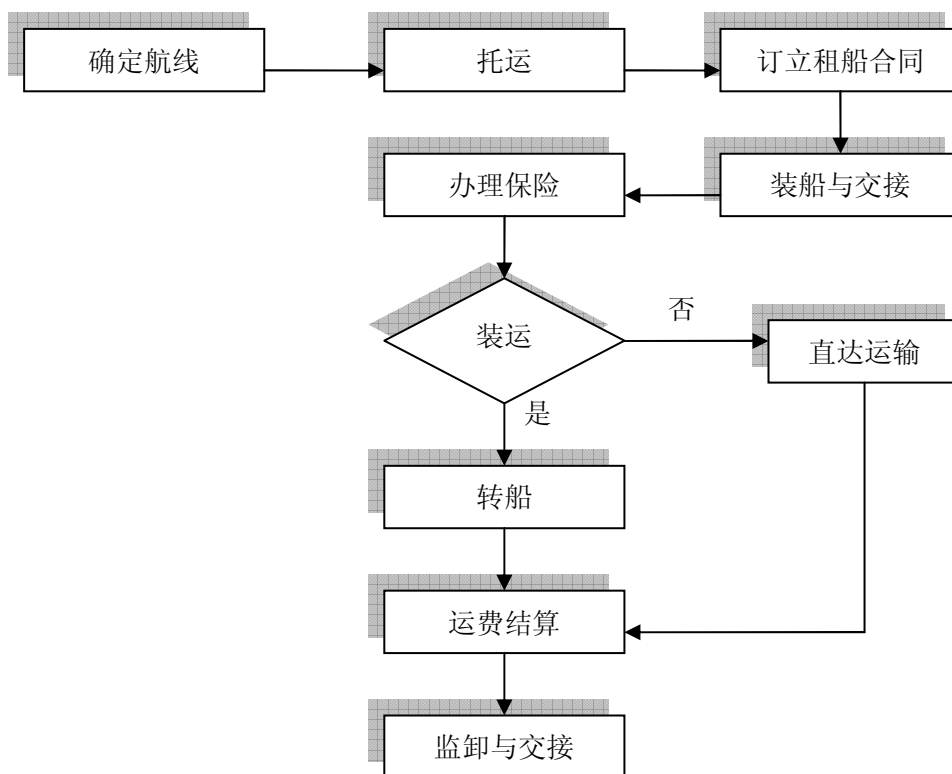 确定航线
托运
订立租船合同
办理保险
装船与交接
装运
否
直达运输
是
转船
运费结算
监卸与交接